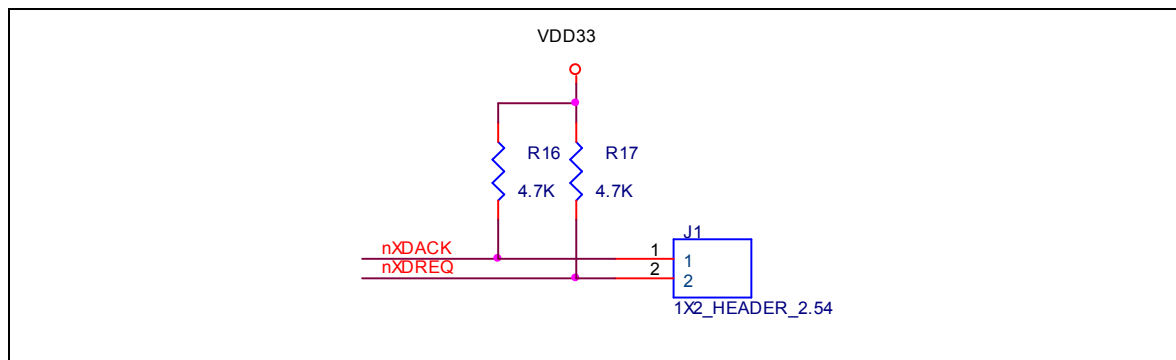 VDD33
R16 R17
4.7K 4.7K
nXDACK
nXDREQ
J1
1 1
2 2
1X2_HEADER_2.54